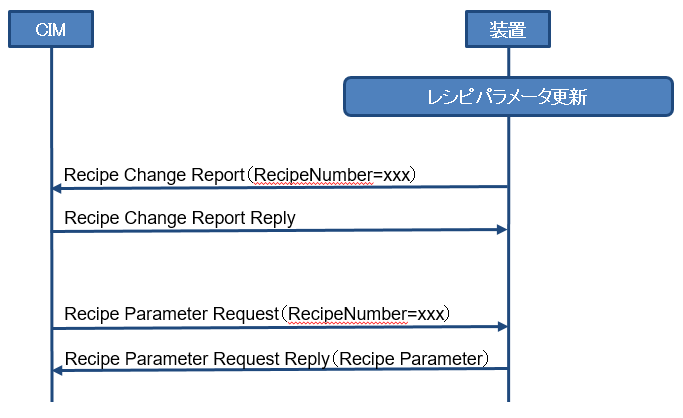 CIM
装置
レシピパラメータ更新
Recipe Change Report（RecipeNumber=xxx）
Recipe Change Report Reply
Recipe Parameter Request（RecipeNumber=xxx）
Recipe Parameter Request Reply（Recipe Parameter）